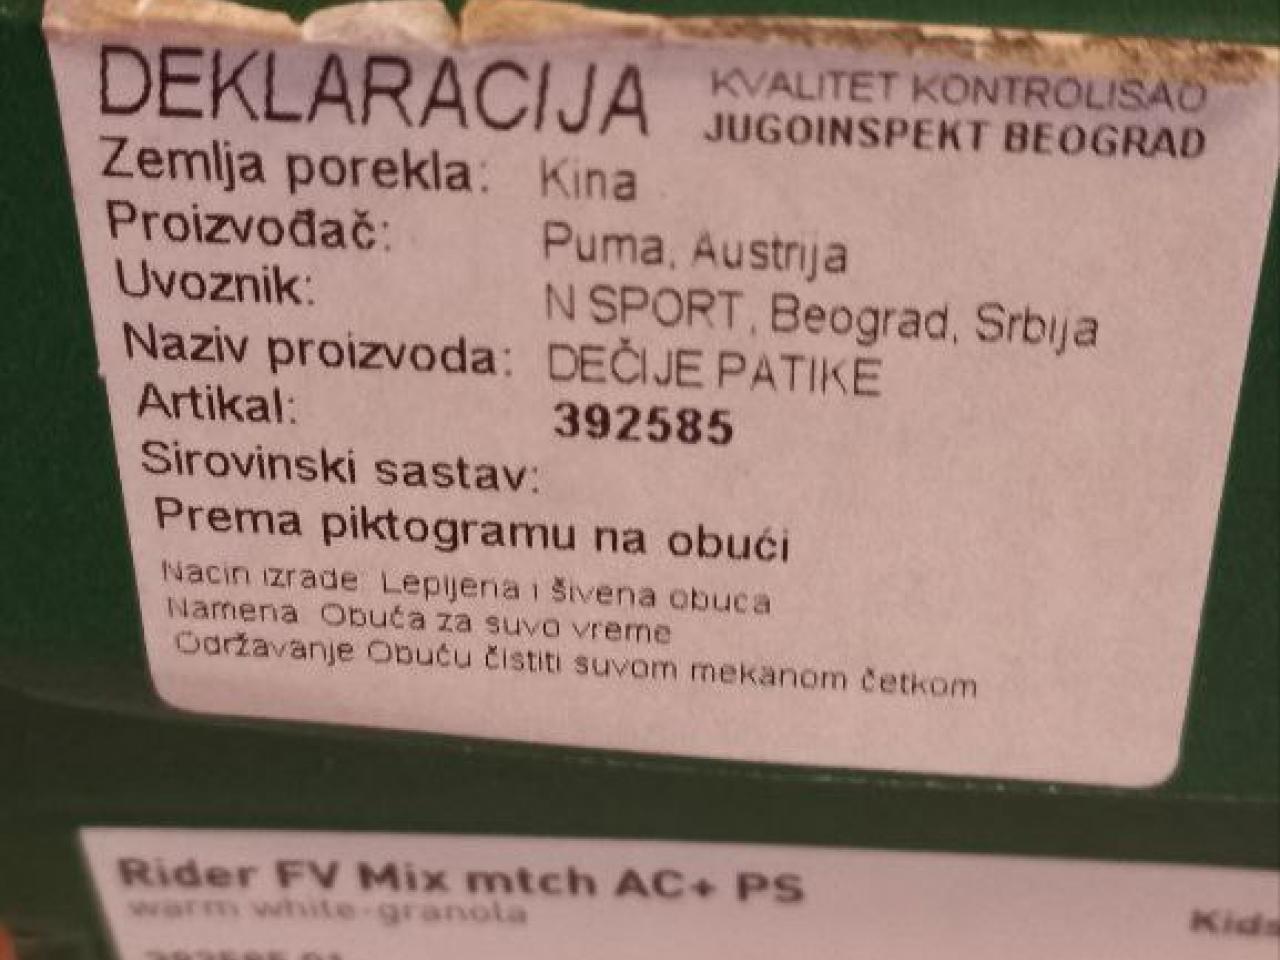 DEKLARACIJA
KVALITET KONTROLISAO
JUGOINSPEKT BEOGRAD
Zemlja porekla: Kina
Proizvođač: Puma, Austrija
Uvoznik: N SPORT, Beograd, Srbija
Naziv proizvoda: DEČIJE PATIKE
Artikal: 392585
Sirovinski sastav:
Prema piktogramu na obući
Nacin izrade: Lepljena i šivena obuca
Namena Obuća za suvo vreme
Održavanje Obuću čistiti suvom mekanom četkom
Rider FV Mix mtch AC+ PS
warm white-granola
Kids